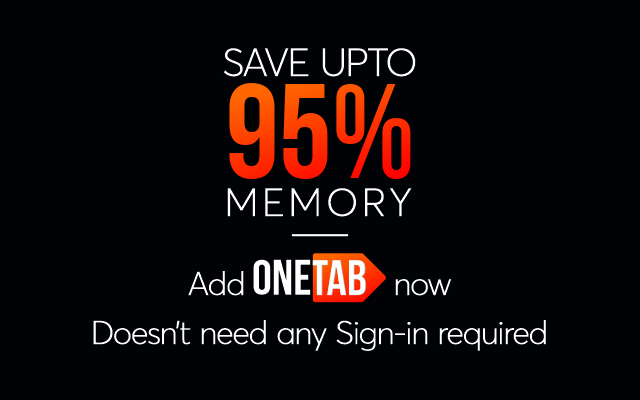 SAVE UPTO
95%
MEMORY
Add ONETAB now
Doesn't need any Sign-in required